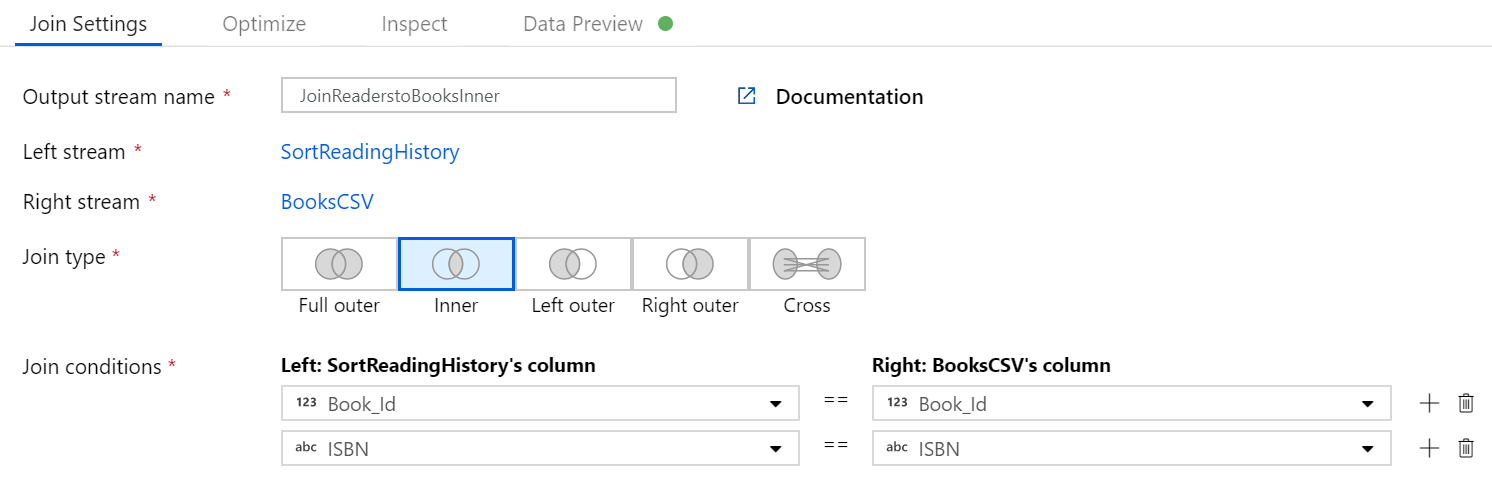 Join Settings Optimize Inspect Data Preview
Output stream name * JoinReaderstoBooksInner Documentation
Left stream * SortReadingHistory
Right stream * BooksCSV
Join type *
Full outer Inner Left outer Right outer Cross
Join conditions * Left: SortReadingHistory's column Right: BooksCSV's column
123 Book_Id == 123 Book_Id
abc ISBN == abc ISBN